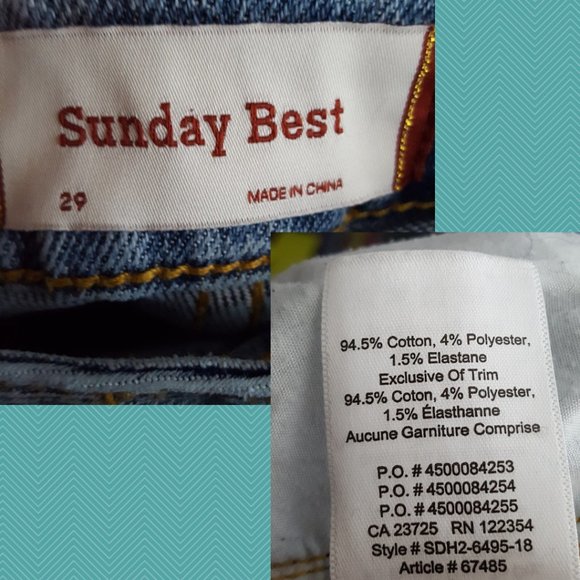 Sunday Best
29 MADE IN CHINA
94.5% Cotton, 4% Polyester,
1.5% Elastane
Exclusive Of Trim
94.5% Coton, 4% Polyester,
1.5% Élasthanne
Aucune Garniture Comprise
P.O. # 4500084253
P.O. # 4500084254
P.O. # 4500084255
CA 23725 RN 122354
Style # SDH2-6495-18
Article # 67485